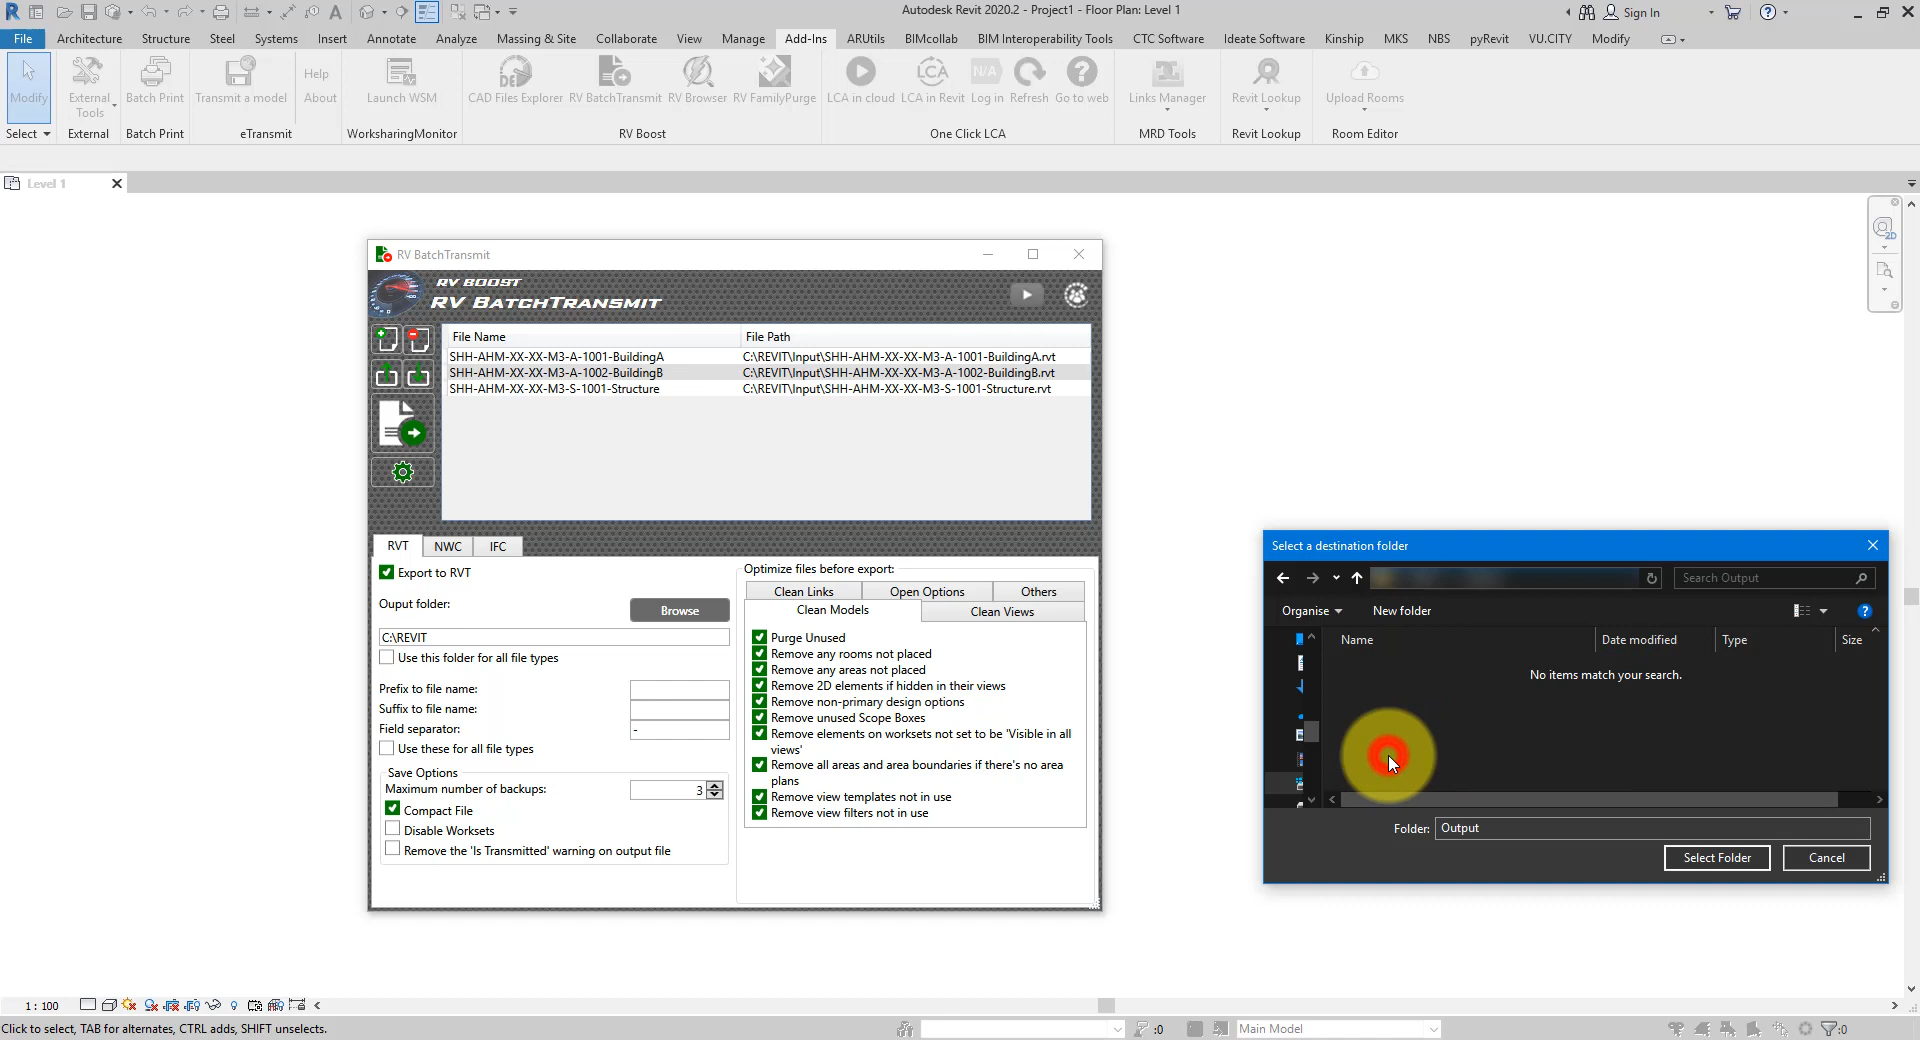 Autodesk Revit 2020.2 - Project1 - Floor Plan: Level 1
Sign In
File Architecture Structure Steel Systems Insert Annotate Analyze Massing & Site Collaborate View Manage Add-Ins ARUtils BIMcollab BIM Interoperability Tools CTC Software Ideate Software Kinship MKS NBS pyRevit VU.CITY Modify
Modify
External Tools
Batch Print
Transmit a model
Help
About
Launch WSM
CAD Files Explorer
RV BatchTransmit
RV Browser
RV FamilyPurge
LCA in cloud
LCA in Revit
N/A
Log in
Refresh
Go to web
Links Manager
Revit Lookup
Upload Rooms
Select External Batch Print eTransmit WorksharingMonitor RV Boost One Click LCA MRD Tools Revit Lookup Room Editor
Level 1
2D
RV BatchTransmit
RV BOOST
RV BATCHTRANSMIT
File Name File Path
SHH-AHM-XX-XX-M3-A-1001-BuildingA C:\REVIT\Input\SHH-AHM-XX-XX-M3-A-1001-BuildingA.rvt
SHH-AHM-XX-XX-M3-A-1002-BuildingB C:\REVIT\Input\SHH-AHM-XX-XX-M3-A-1002-BuildingB.rvt
SHH-AHM-XX-XX-M3-S-1001-Structure C:\REVIT\Input\SHH-AHM-XX-XX-M3-S-1001-Structure.rvt
RVT NWC IFC
Export to RVT
Ouput folder:
Browse
C:\REVIT
Use this folder for all file types
Prefix to file name:
Suffix to file name:
Field separator: -
Use these for all file types
Save Options
Maximum number of backups: 3
Compact File
Disable Worksets
Remove the 'Is Transmitted' warning on output file
Optimize files before export:
Clean Links Open Options Others
Clean Models Clean Views
Purge Unused
Remove any rooms not placed
Remove any areas not placed
Remove 2D elements if hidden in their views
Remove non-primary design options
Remove unused Scope Boxes
Remove elements on worksets not set to be 'Visible in all
views'
Remove all areas and area boundaries if there's no area
plans
Remove view templates not in use
Remove view filters not in use
Select a destination folder
Search Output
Organise New folder
Name Date modified Type Size
No items match your search.
Folder: Output
Select Folder Cancel
1 : 100
Click to select, TAB for alternates, CTRL adds, SHIFT unselects.
:0
Main Model
:0